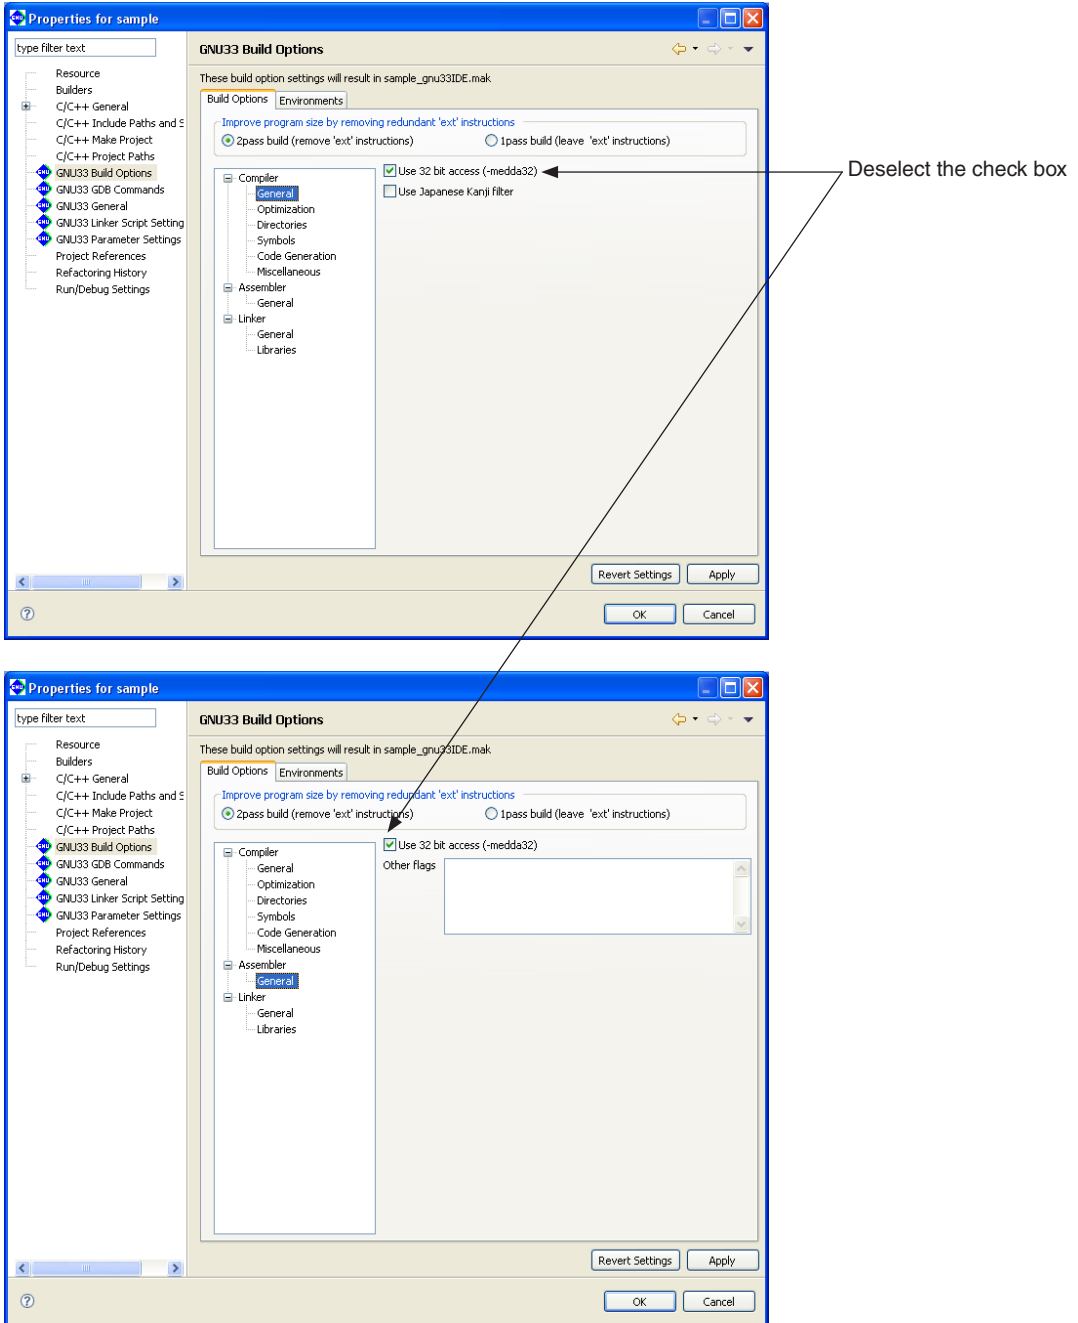 Properties for sample
type filter text
GNU33 Build Options
Resource
Builders
C/C++ General
C/C++ Include Paths and S
C/C++ Make Project
C/C++ Project Paths
GNU33 Build Options
GNU33 GDB Commands
GNU33 General
GNU33 Linker Script Setting
GNU33 Parameter Settings
Project References
Refactoring History
Run/Debug Settings
These build option settings will result in sample_gnu33IDE.mak
Build Options Environments
Improve program size by removing redundant 'ext' instructions
2pass build (remove 'ext' instructions) 1pass build (leave 'ext' instructions)
Compiler
General
Optimization
Directories
Symbols
Code Generation
Miscellaneous
Assembler
General
Linker
General
Libraries
Use 32 bit access (-medda32)
Use Japanese Kanji filter
Deselect the check box
Revert Settings Apply
OK Cancel
Properties for sample
type filter text
GNU33 Build Options
Resource
Builders
C/C++ General
C/C++ Include Paths and S
C/C++ Make Project
C/C++ Project Paths
GNU33 Build Options
GNU33 GDB Commands
GNU33 General
GNU33 Linker Script Setting
GNU33 Parameter Settings
Project References
Refactoring History
Run/Debug Settings
These build option settings will result in sample_gnu33IDE.mak
Build Options Environments
Improve program size by removing redundant 'ext' instructions
2pass build (remove 'ext' instructions) 1pass build (leave 'ext' instructions)
Compiler
General
Optimization
Directories
Symbols
Code Generation
Miscellaneous
Assembler
General
Linker
General
Libraries
Use 32 bit access (-medda32)
Other flags
Revert Settings Apply
OK Cancel